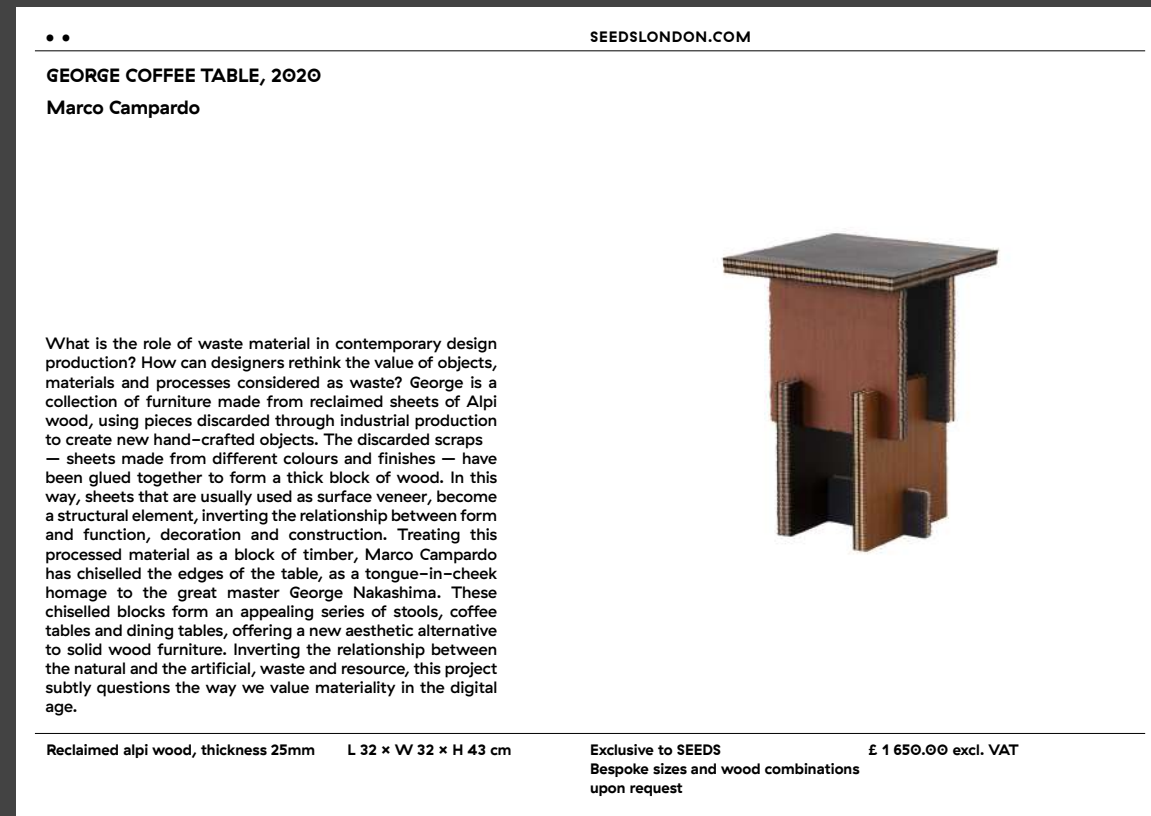 SEEDSLONDON.COM
GEORGE COFFEE TABLE, 2020
Marco Campardo
What is the role of waste material in contemporary design
production? How can designers rethink the value of objects,
materials and processes considered as waste? George is a
collection of furniture made from reclaimed sheets of Alpi
wood, using pieces discarded through industrial production
to create new hand-crafted objects. The discarded scraps
— sheets made from different colours and finishes — have
been glued together to form a thick block of wood. In this
way, sheets that are usually used as surface veneer, become
a structural element, inverting the relationship between form
and function, decoration and construction. Treating this
processed material as a block of timber, Marco Campardo
has chiselled the edges of the table, as a tongue-in-cheek
homage to the great master George Nakashima. These
chiselled blocks form an appealing series of stools, coffee
tables and dining tables, offering a new aesthetic alternative
to solid wood furniture. Inverting the relationship between
the natural and the artificial, waste and resource, this project
subtly questions the way we value materiality in the digital
age.
Reclaimed alpi wood, thickness 25mm
L 32 × W 32 × H 43 cm
Exclusive to SEEDS
Bespoke sizes and wood combinations
upon request
£ 1 650.00 excl. VAT